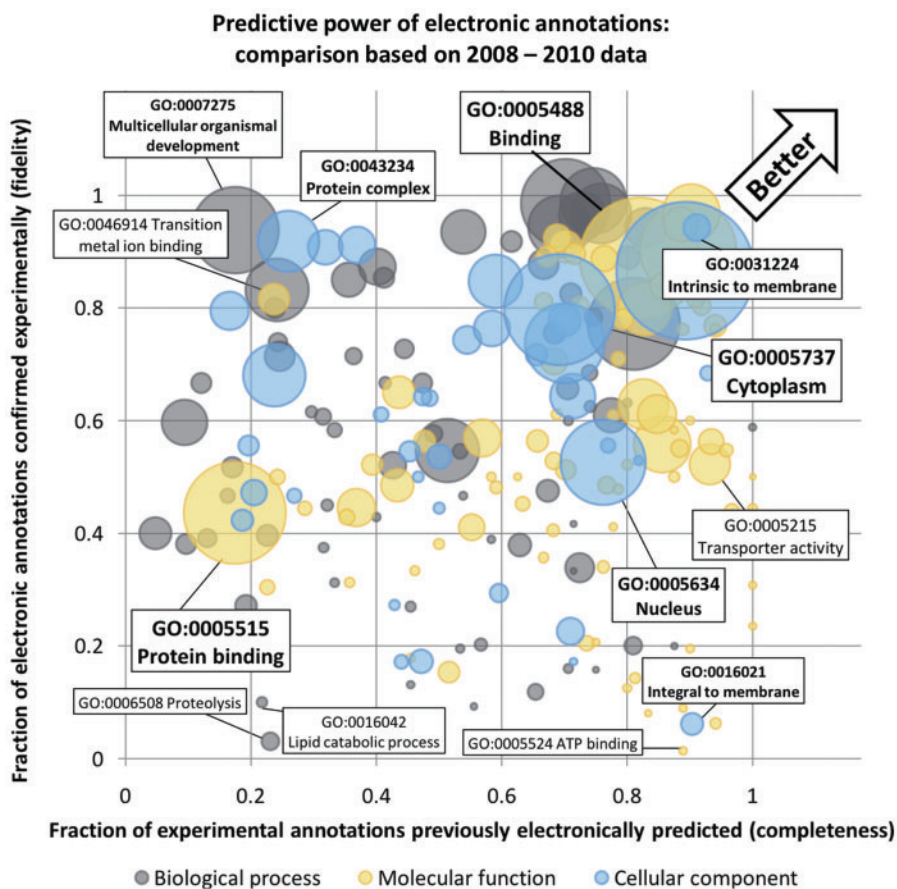 Predictive power of electronic annotations:
comparison based on 2008 – 2010 data
Fraction of electronic annotations confirmed experimentally (fidelity)
GO:0007275
Multicellular organismal
development
GO:0005488
Binding
Better
GO:0043234
Protein complex
GO:0046914 Transition
metal ion binding
GO:0031224
Intrinsic to membrane
GO:0005737
Cytoplasm
GO:0005215
Transporter activity
GO:0005634
Nucleus
GO:0005515
Protein binding
GO:0016021
Integral to membrane
GO:0006508 Proteolysis
GO:0016042
Lipid catabolic process
GO:0005524 ATP binding
1
0.8
0.6
0.4
0.2
0
0 0.2 0.4 0.6 0.8 1
Fraction of experimental annotations previously electronically predicted (completeness)
Biological process Molecular function Cellular component